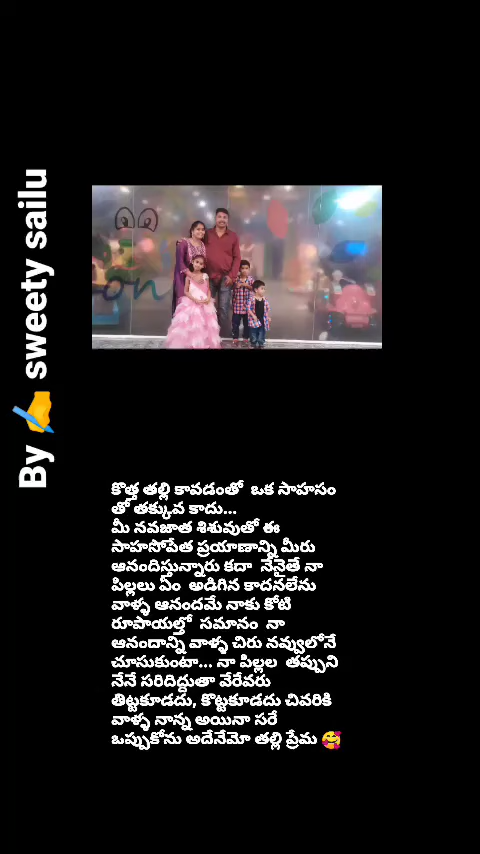 By ✍️ sweety sailu
on
కొత్త తల్లి కావడంతో ఒక సాహసం
తో తక్కువ కాదు...
మీ నవజాత శిశువుతో ఈ
సాహసోపేత ప్రయాణాన్ని మీరు
ఆనందిస్తున్నారు కదా నేనైతే నా
పిల్లలు ఏం అడిగిన కాదనలేను
వాళ్ళ ఆనందమే నాకు కోటి
రూపాయల్తో సమానం నా
ఆనందాన్ని వాళ్ళ చిరు నవ్వులోనే
చూసుకుంటా... నా పిల్లల తప్పుని
నేనే సరిదిద్దుతా వేరేవరు
తిట్టకూడదు, కొట్టకూడదు చివరికి
వాళ్ళ నాన్న అయినా సరే
ఒప్పుకోను అదేనేమో తల్లి ప్రేమ 🥰